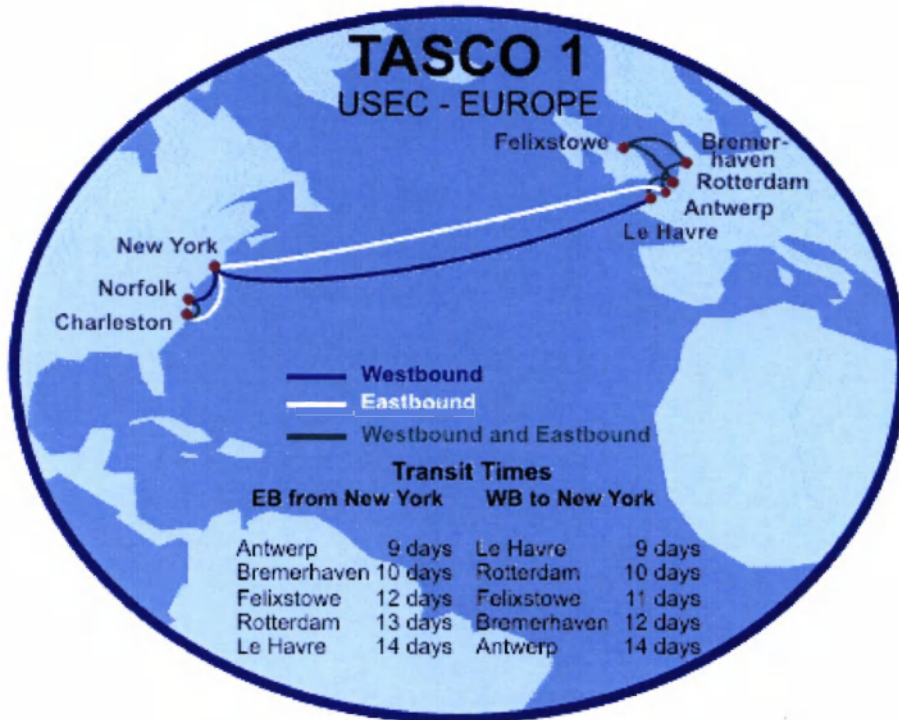 TASCO 1
USEC - EUROPE
Felixstowe
Bremer-
haven
Rotterdam
Antwerp
Le Havre
New York
Norfolk
Charleston
Westbound
Eastbound
Westbound and Eastbound
Transit Times
EB from New York WB to New York
Antwerp 9 days Le Havre 9 days
Bremerhaven 10 days Rotterdam 10 days
Felixstowe 12 days Felixstowe 11 days
Rotterdam 13 days Bremerhaven 12 days
Le Havre 14 days Antwerp 14 days